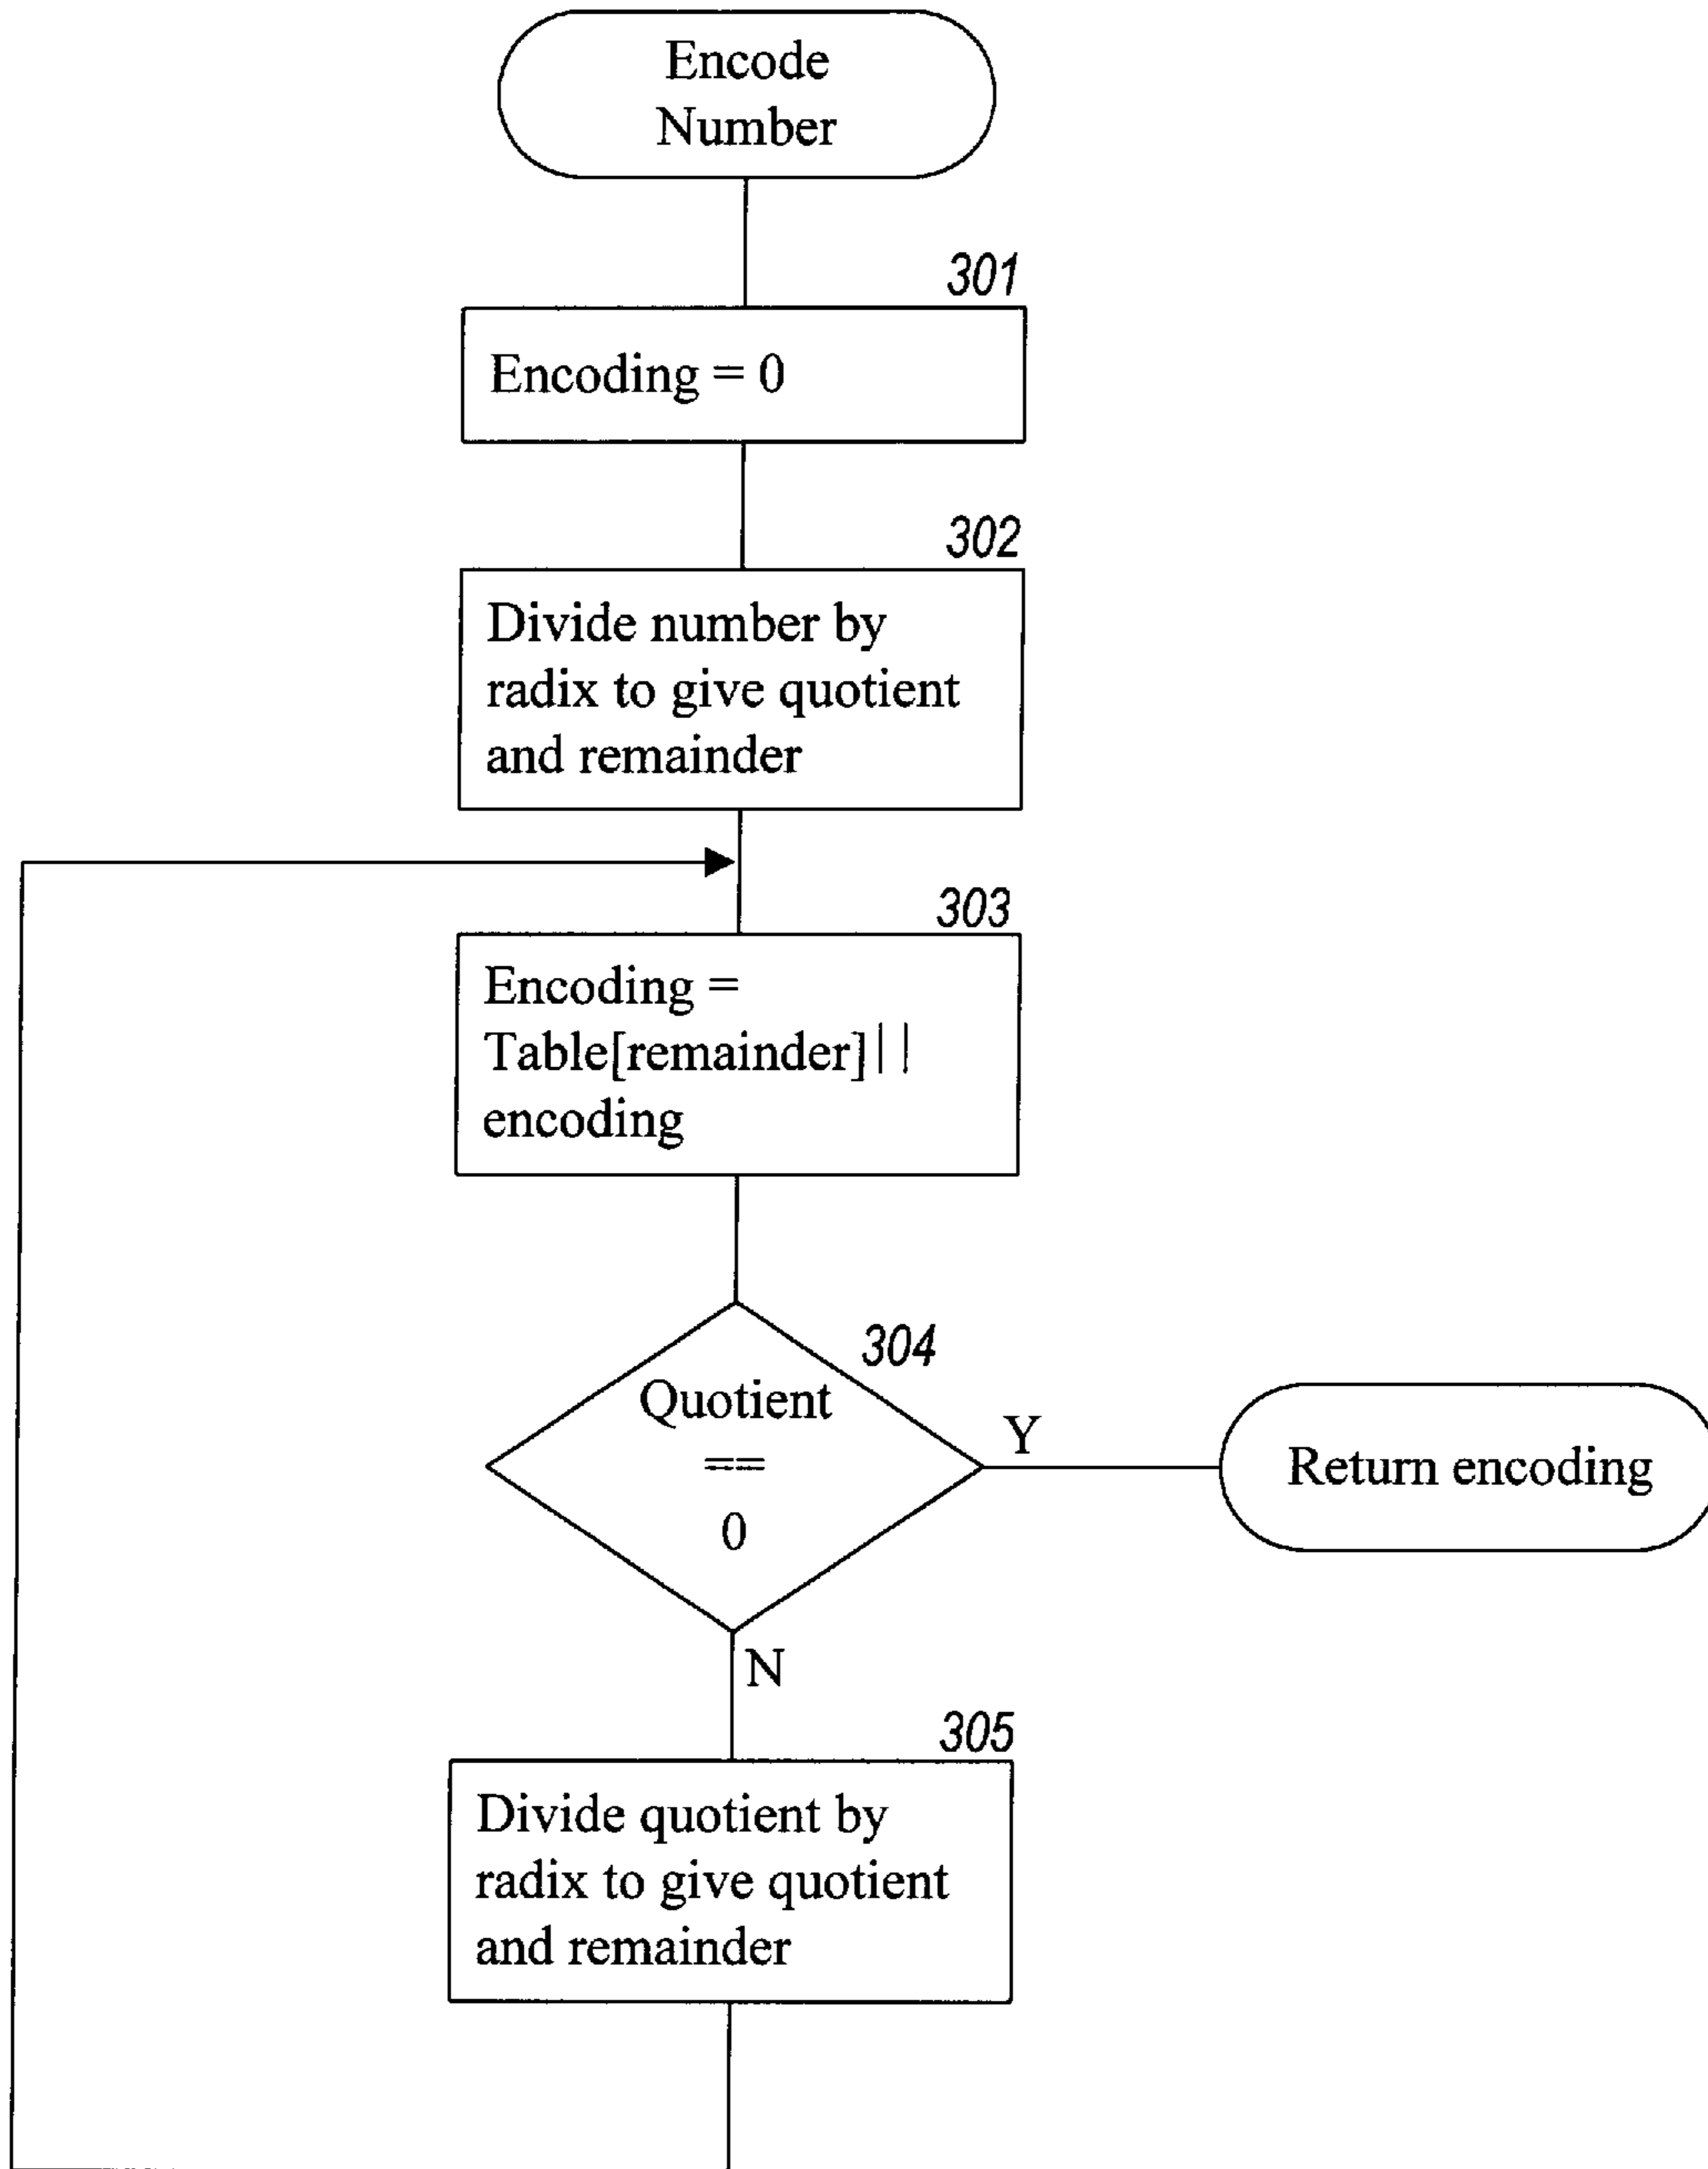 Encode
Number
301
Encoding = 0
302
Divide number by
radix to give quotient
and remainder
303
Encoding =
Table[remainder]||
encoding
304
Quotient
==
0
Y
Return encoding
N
305
Divide quotient by
radix to give quotient
and remainder